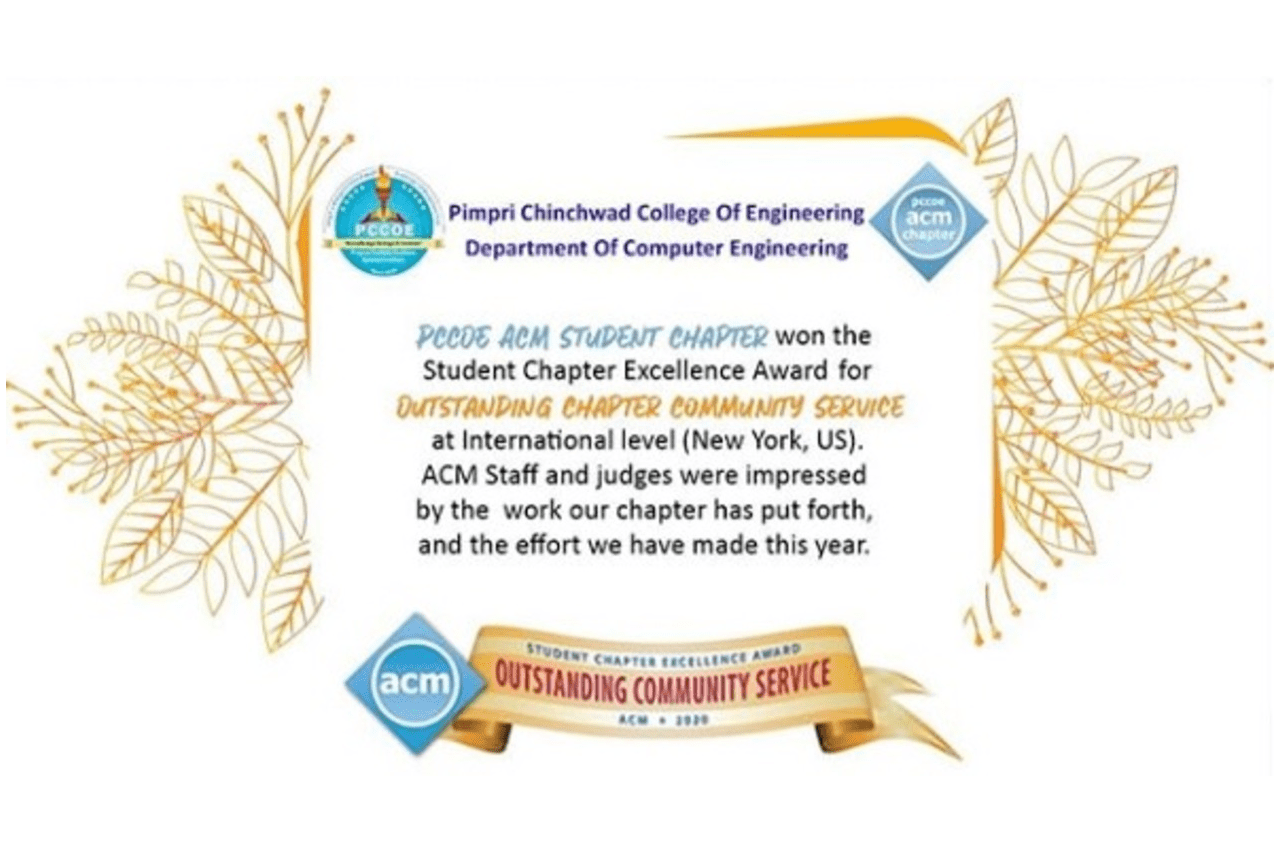 PCCOE
Pimpri Chinchwad College Of Engineering
Department Of Computer Engineering
pccoe
acm
chapter
PCCOE ACM STUDENT CHAPTER won the
Student Chapter Excellence Award for
OUTSTANDING CHAPTER COMMUNITY SERVICE
at International level (New York, US).
ACM Staff and judges were impressed
by the work our chapter has put forth,
and the effort we have made this year.
acm
STUDENT CHAPTER EXCELLENCE AWARD
OUTSTANDING COMMUNITY SERVICE
ACM • 2020